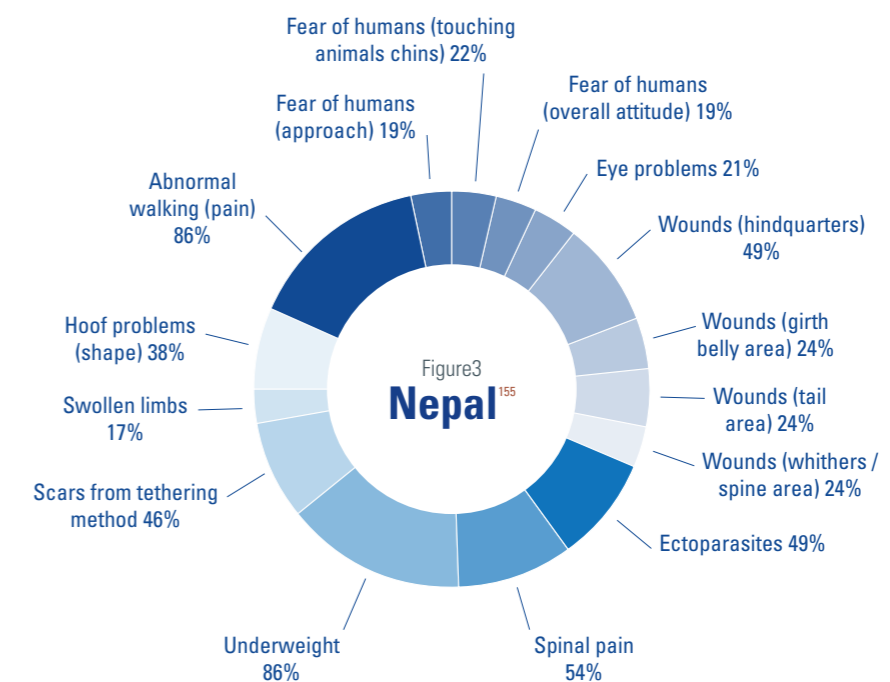 Fear of humans (touching
animals chins) 22%
Fear of humans
(overall attitude) 19%
Fear of humans
(approach) 19%
Eye problems 21%
Abnormal
walking (pain)
86%
Wounds (hindquarters)
49%
Hoof problems
(shape) 38%
Wounds (girth
belly area) 24%
Figure3
Nepal155
Swollen limbs
17%
Wounds (tail
area) 24%
Wounds (whithers /
spine area) 24%
Scars from tethering
method 46%
Ectoparasites 49%
Underweight
86%
Spinal pain
54%